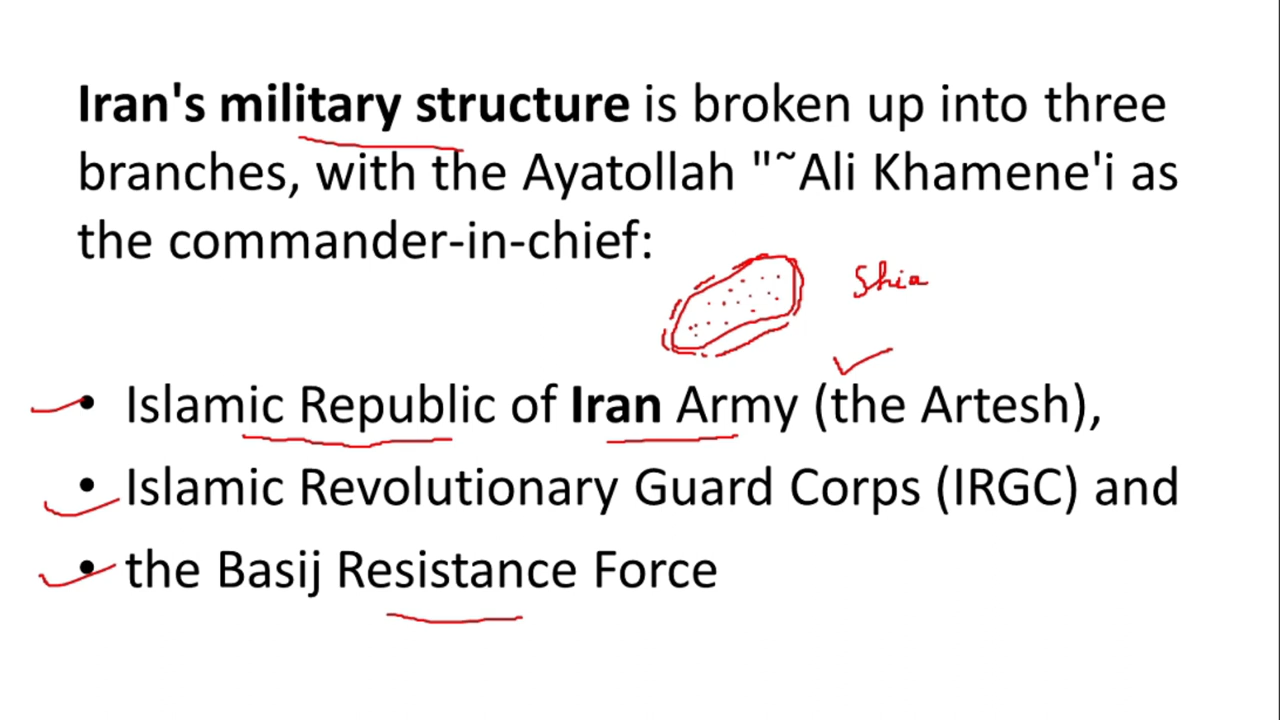 Iran's military structure is broken up into three
branches, with the Ayatollah "˜Ali Khamene'i as
the commander-in-chief:
Shia
• Islamic Republic of Iran Army (the Artesh),
• Islamic Revolutionary Guard Corps (IRGC) and
• the Basij Resistance Force